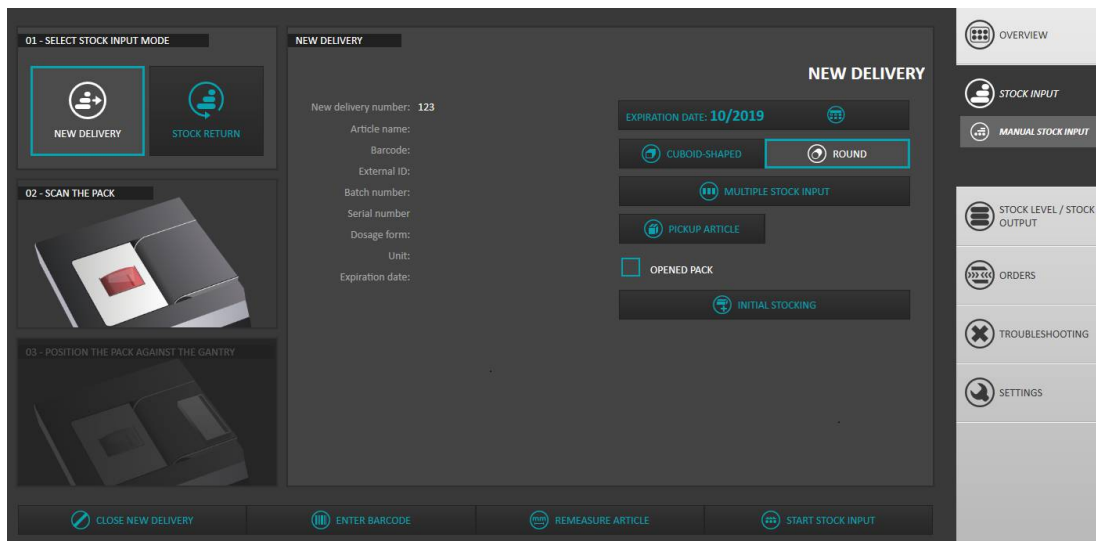 01 - SELECT STOCK INPUT MODE
NEW DELIVERY
STOCK RETURN
02 - SCAN THE PACK
03 - POSITION THE PACK AGAINST THE GANTRY
NEW DELIVERY
NEW DELIVERY
New delivery number: 123
Article name:
Barcode:
External ID:
Batch number:
Serial number
Dosage form:
Unit:
Expiration date:
EXPIRATION DATE: 10/2019
CUBOID-SHAPED
ROUND
MULTIPLE STOCK INPUT
PICKUP ARTICLE
OPENED PACK
INITIAL STOCKING
CLOSE NEW DELIVERY
ENTER BARCODE
mm
REMEASURE ARTICLE
START STOCK INPUT
OVERVIEW
STOCK INPUT
MANUAL STOCK INPUT
STOCK LEVEL / STOCK
OUTPUT
ORDERS
TROUBLESHOOTING
SETTINGS